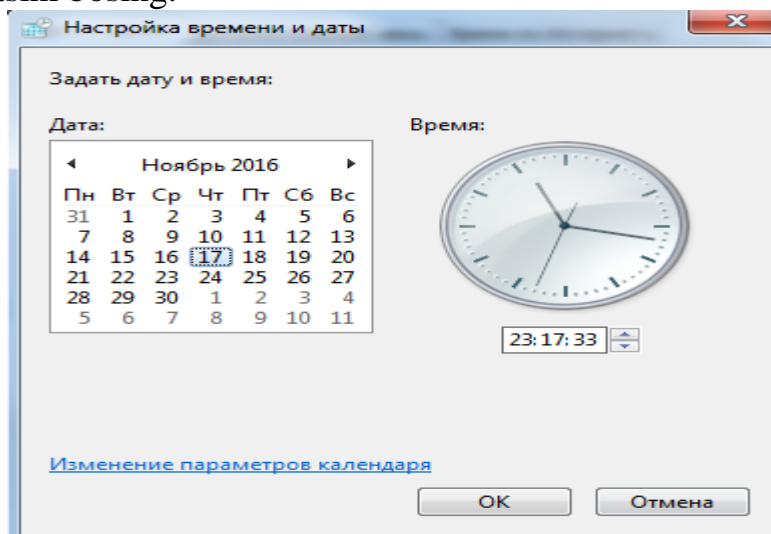 bosing.
Настройка времени и даты
Задать дату и время:
Дата:
Время:
Ноябрь 2016
Пн Вт Ср Чт Пт Сб Вс
31 1 2 3 4 5 6
7 8 9 10 11 12 13
14 15 16 17 18 19 20
21 22 23 24 25 26 27
28 29 30 1 2 3 4
5 6 7 8 9 10 11
23:17:33
Изменение параметров календаря
ОК
Отмена